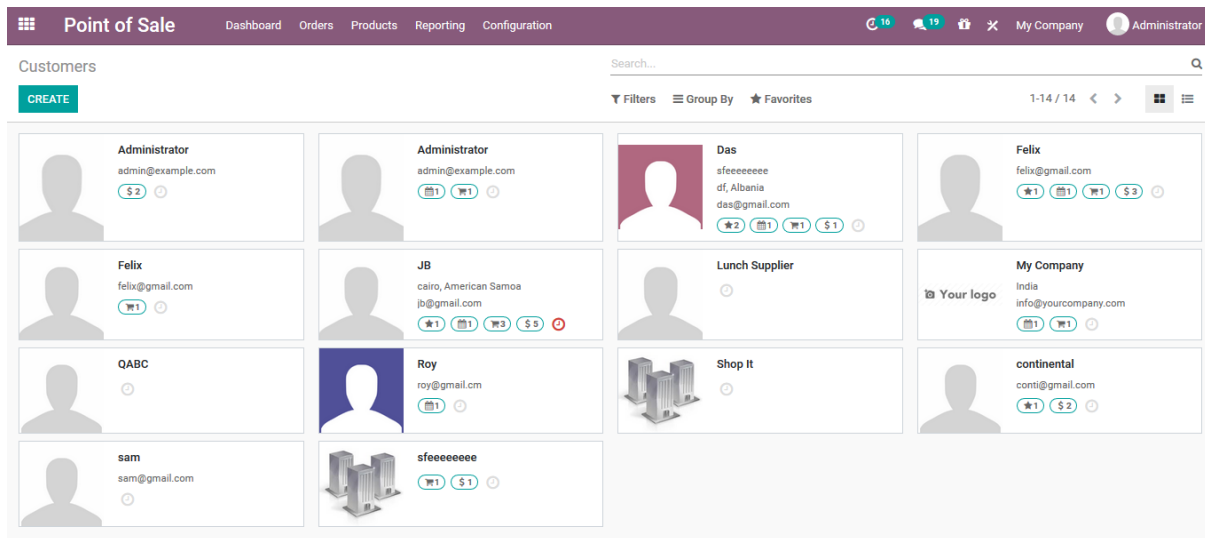 Point of Sale Dashboard Orders Products Reporting Configuration 16 19 My Company Administrator
Customers Search...
CREATE Filters Group By Favorites 1-14 / 14
Administrator
admin@example.com
$ 2
Administrator
admin@example.com
1 1
Das
sfeeeeeeee
df, Albania
das@gmail.com
2 1 1 $ 1
Felix
felix@gmail.com
1 1 1 $ 3
Felix
felix@gmail.com
1
JB
cairo, American Samoa
jb@gmail.com
1 1 3 $ 5
Lunch Supplier
Your logo
My Company
India
info@yourcompany.com
1 1
QABC
Roy
roy@gmail.cm
1
Shop It
continental
conti@gmail.com
1 $ 2
sam
sam@gmail.com
sfeeeeeeee
1 $ 1